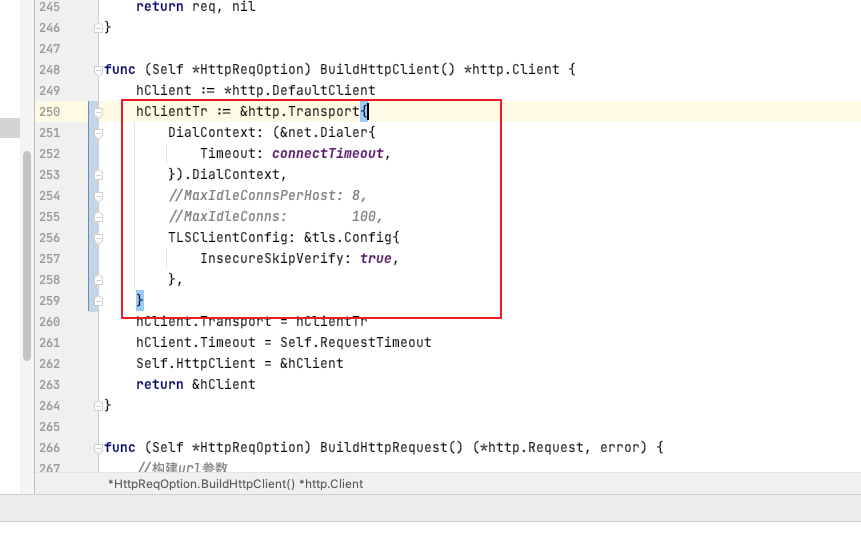 245 return req, nil
246 }
247
248 func (Self *HttpReqOption) BuildHttpClient() *http.Client {
249 hClient := *http.DefaultClient
250 hClientTr := &http.Transport{
251 DialContext: (&net.Dialer{
252 Timeout: connectTimeout,
253 }).DialContext,
254 //MaxIdleConnsPerHost: 8,
255 //MaxIdleConns: 100,
256 TLSClientConfig: &tls.Config{
257 InsecureSkipVerify: true,
258 },
259 }
260 hClient.Transport = hClientTr
261 hClient.Timeout = Self.RequestTimeout
262 Self.HttpClient = &hClient
263 return &hClient
264 }
265
266 func (Self *HttpReqOption) BuildHttpRequest() (*http.Request, error) {
267 //构建url参数
*HttpReqOption.BuildHttpClient() *http.Client